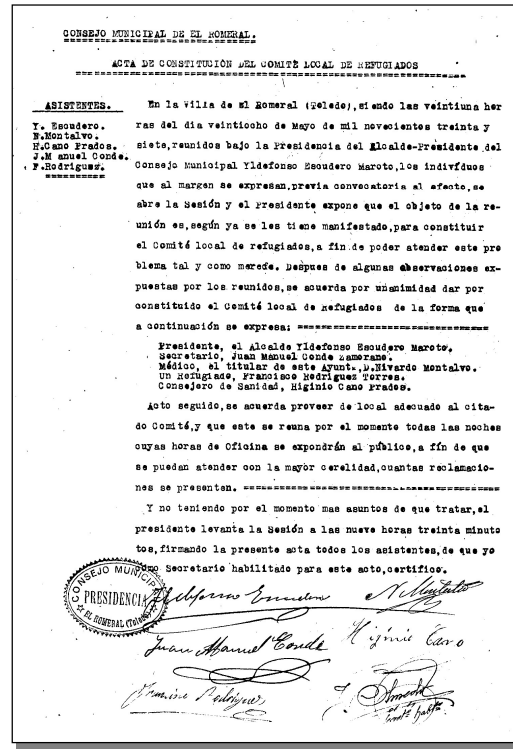 CONSEJO MUNICIPAL DE EL ROMERAL.
ACTA DE CONSTITUCIÓN DEL COMITÉ LOCAL DE REFUGIADOS
ASISTENTES.
Y. Escudero.
N.Montalvo.
H.Cano Prados.
J.M anuel Conde.
F.Rodriguez.
En la Villa de El Romeral (Toledo),siendo las veintiuna her
ras del día veintiocho de Mayo de mil novecientos treinta y
siete,reunidos bajo la Presidencia del Alcalde-Presidente del
Consejo Municipal Yldefonso Escudero Maroto,los indivíduos
que al margen se expresan,previa convocatoria al efecto,se
abre la Sesión y el Presidente expone que el objeto de la re-
unión es,según ya se les tiene manifestado,para constituir
el Comité local de refugiados,a fin de poder atender este pro
blema tal y como merece. Despues de algunas observaciones ex-
puestas por los reunidos,se acuerda por unanimidad dar por
constituido el Comité local de Refugiados de la forma que
a continuación se expresa: ==============================
Presidente, el Alcalde Yldefonso Escudero Maroto.
Secretario, Juan Manuel Conde Zamorano.
Médico, el titular de este Ayuntº,D.Nivardo Montalvo.
Un Refugiado, Francisco Rodriguez Torres.
Consejero de Sanidad, Higinio Cano Prados.
Acto seguido,se acuerda proveer de local adecuado al cita-
do Comité,y que este se reuna por el momento todas las noches
cuyas horas de Oficina se expondrán al público,a fín de que
se puedan atender con la mayor cerelidad,cuantas reclamacio-
nes se presenten. =====================================
Y no teniendo por el momento mas asuntos de que tratar,el
presidente levanta la Sesión a las nueve horas treinta minuto
tos,firmando la presente acta todos los asistentes,de que yo
como Secretario habilitado para este acto,certifico.
CONSEJO MUNICIPAL
PRESIDENCIA
EL ROMERAL (Toledo)
Yldefonso Escudero
N. Montalvo
Juan Manuel Conde
Higinio Cano
Francisco Rodriguez